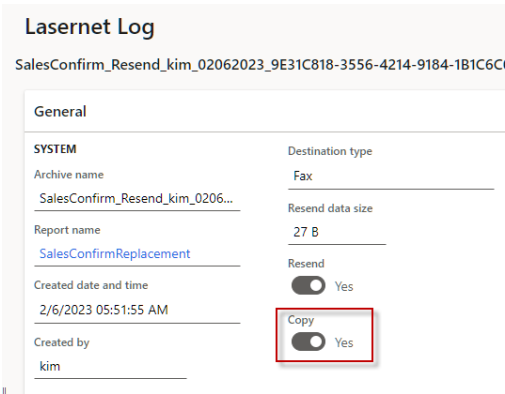 Lasernet Log
SalesConfirm_Resend_kim_02062023_9E31C818-3556-4214-9184-1B1C6C
General
SYSTEM
Archive name
SalesConfirm_Resend_kim_0206...
Report name
SalesConfirmReplacement
Created date and time
2/6/2023 05:51:55 AM
Created by
kim
Destination type
Fax
Resend data size
27 B
Resend
Yes
Copy
Yes